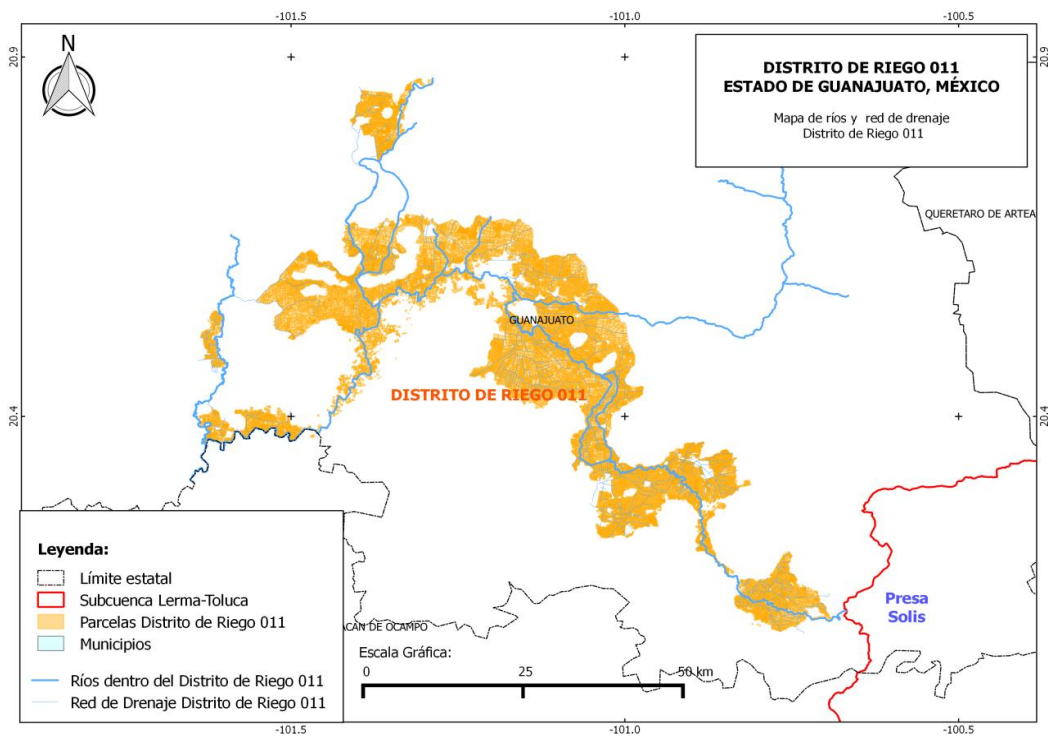 -101.5
-101.0
-100.5
20.9
20.9
N
DISTRITO DE RIEGO 011
ESTADO DE GUANAJUATO, MÉXICO
Mapa de ríos y red de drenaje
Distrito de Riego 011
QUERETARO DE ARTEA
GUANAJUATO
DISTRITO DE RIEGO 011
20.4
20.4
Leyenda:
Límite estatal
Subcuenca Lerma-Toluca
Parcelas Distrito de Riego 011
Municipios
Ríos dentro del Distrito de Riego 011
Red de Drenaje Distrito de Riego 011
ACAN DE OCAMPO
Presa
Solis
Escala Gráfica:
0
25
50 km
-101.5
-101.0
-100.5